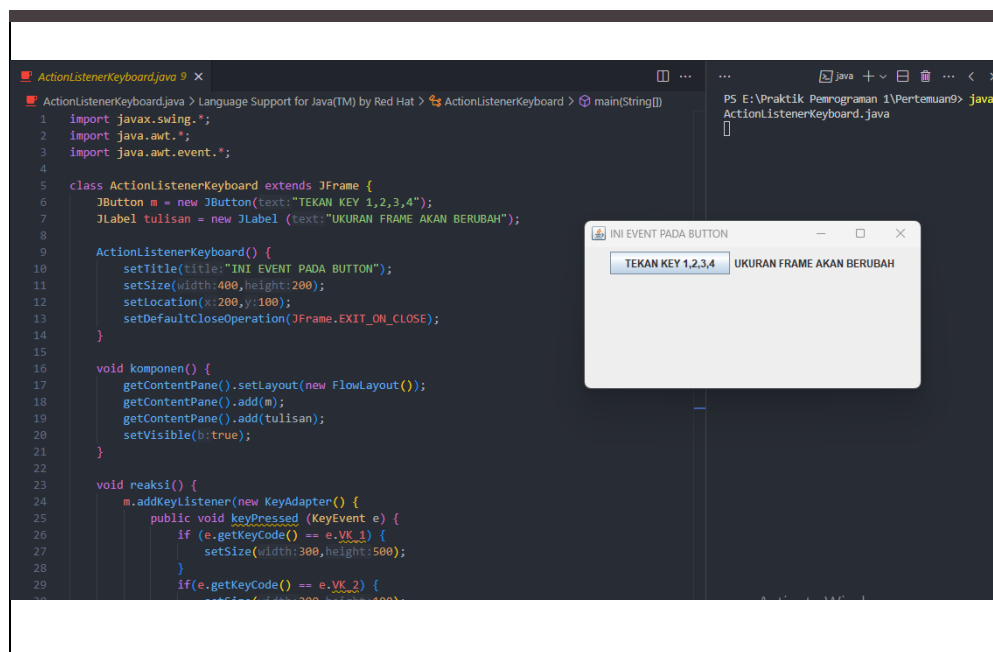 ActionListenerKeyboard.java 9
ActionListenerKeyboard.java > Language Support for Java(TM) by Red Hat > ActionListenerKeyboard > main(String[])
1 import javax.swing.*;
2 import java.awt.*;
3 import java.awt.event.*;
4
5 class ActionListenerKeyboard extends JFrame {
6 JButton m = new JButton(text:"TEKAN KEY 1,2,3,4");
7 JLabel tulisan = new JLabel (text:"UKURAN FRAME AKAN BERUBAH");
8
9 ActionListenerKeyboard() {
10 setTitle(title:"INI EVENT PADA BUTTON");
11 setSize(width:400,height:200);
12 setLocation(x:200,y:100);
13 setDefaultCloseOperation(JFrame.EXIT_ON_CLOSE);
14 }
15
16 void komponen() {
17 getContentPane().setLayout(new FlowLayout());
18 getContentPane().add(m);
19 getContentPane().add(tulisan);
20 setVisible(b:true);
21 }
22
23 void reaksi() {
24 m.addKeyListener(new KeyAdapter() {
25 public void keyPressed (KeyEvent e) {
26 if (e.getKeyCode() == e.VK_1) {
27 setSize(width:300,height:500);
28 }
29 if(e.getKeyCode() == e.VK_2) {
java
PS E:\Praktik Pemrograman 1\Pertemuan9> java
ActionListenerKeyboard.java
INI EVENT PADA BUTTON
TEKAN KEY 1,2,3,4 UKURAN FRAME AKAN BERUBAH